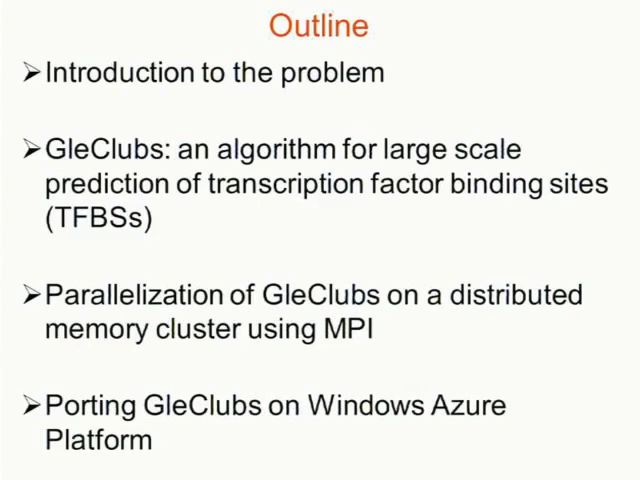 Outline
➢Introduction to the problem
➢GleClubs: an algorithm for large scale
prediction of transcription factor binding sites
(TFBSs)
➢Parallelization of GleClubs on a distributed
memory cluster using MPI
➢Porting GleClubs on Windows Azure
Platform